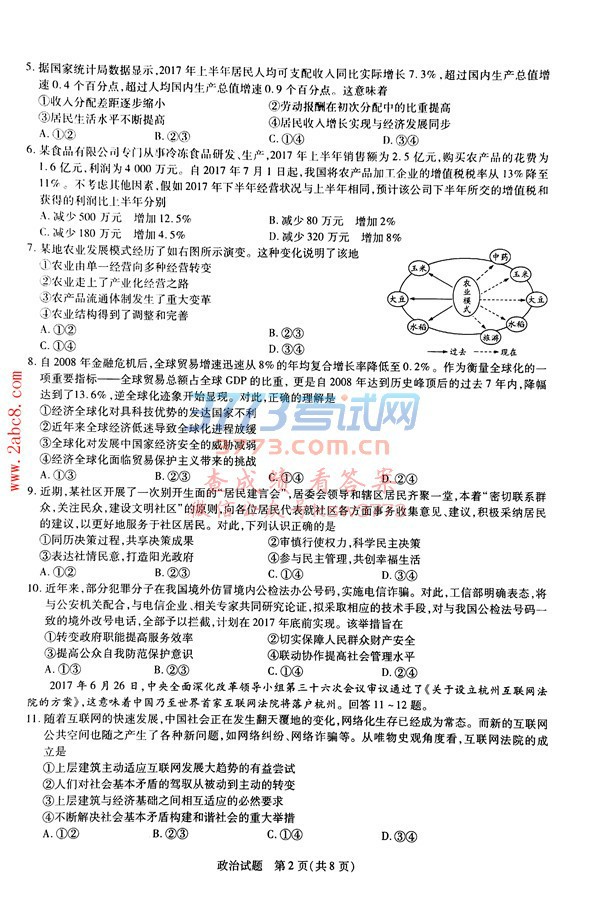 5. 据国家统计局数据显示,2017年上半年居民人均可支配收入同比实际增长7.3%,超过国内生产总值增
速0.4个百分点,超过人均国内生产总值增速0.9个百分点。这意味着
①收入分配差距逐步缩小 ②劳动报酬在初次分配中的比重提高
③居民生活水平不断提高 ④居民收入增长实现与经济发展同步
A.①② B.②③ C.①④ D.③④
6. 某食品有限公司专门从事冷冻食品研发、生产,2017年上半年销售额为2.5亿元,购买农产品的花费为
1.6亿元,利润为4000万元。自2017年7月1日起,我国将农产品加工企业的增值税税率从13%降至
11%。不考虑其他因素,假如2017年下半年经营状况与上半年相同,预计该公司下半年所交的增值税和
获得的利润比上半年分别
A.减少500万元 增加12.5% B.减少80万元 增加2%
C.减少180万元 增加4.5% D.减少320万元 增加8%
7. 某地农业发展模式经历了如右图所示演变。这种变化说明了该地
①农业由单一经营向多种经营转变
②农业走上了产业化经营之路
③农产品流通体制发生了重大变革
④农业结构得到了调整和完善
A.①③ B.②③
C.①④ D.②④
中药
玉米
玉米
大豆
农业模式
大豆
水稻
水稻
旅游
过去 现在
8. 自2008年金融危机后,全球贸易增速迅速从8%的年均复合增长率降低至0.2%。作为衡量全球化的一
项重要指标——全球贸易总额占全球GDP的比重,更是自2008年达到历史峰顶后的过去7年内,降幅
达到了13.6%,逆全球化迹象开始显现。对此,正确的理解是
①经济全球化对具科技优势的发达国家不利
②近年来全球经济低迷导致全球化进程放缓
③全球化对发展中国家经济安全的威胁减弱
④经济全球化面临贸易保护主义带来的挑战
A.①③ B.②③ C.①④ D.②④
9. 近期,某社区开展了一次别开生面的“居民建言会”,居委会领导和辖区居民齐聚一堂,本着“密切联系群
众,关注民众,建设文明社区”的原则,向各位居民代表就社区各方面事务收集意见、建议,积极采纳居民
的建议,以更好地服务于社区居民。对此,下列认识正确的是
①同历决策过程,共享决策成果 ②审慎行使权力,科学民主决策
③表达社情民意,打造阳光政府 ④参与民主管理,共创幸福生活
A.①③ B.②③ C.①④ D.②④
10. 近年来,部分犯罪分子在我国境外仿冒境内公检法办公号码,实施电信诈骗。对此,工信部明确表态,将
与公安机关配合,与电信企业、相关专家共同研究论证,拟采取相应的技术手段,对与我国公检法号码一
致的境外改号电话,全部予以拦截,计划在2017年底前实现。该举措旨在
①转变政府职能提高服务效率 ②切实保障人民群众财产安全
③提高公众自我防范保护意识 ④联动协作提高社会管理水平
A.①③ B.②③ C.①④ D.②④
2017年6月26日,中央全面深化改革领导小组第三十六次会议审议通过了《关于设立杭州互联网法
院的方案》,这意味着中国乃至世界首家互联网法院将落户杭州。回答11~12题。
11. 随着互联网的快速发展,中国社会正在发生翻天覆地的变化,网络化生存已经成为常态。而新的互联网
公共空间也随之产生了各种新问题,如网络纠纷、网络诈骗等。从唯物史观角度看,互联网法院的成
立是
①上层建筑主动适应互联网发展大趋势的有益尝试
②人们对社会基本矛盾的驾驭从被动到主动的转变
③上层建筑与经济基础之间相互适应的必然要求
④不断解决社会基本矛盾构建和谐社会的重大举措
A.①② B.②③ C.①④ D.③④
政治试题 第2页(共8页)
www.2abc8.com
3773考试网
3773.com.cn
查成绩 看答案